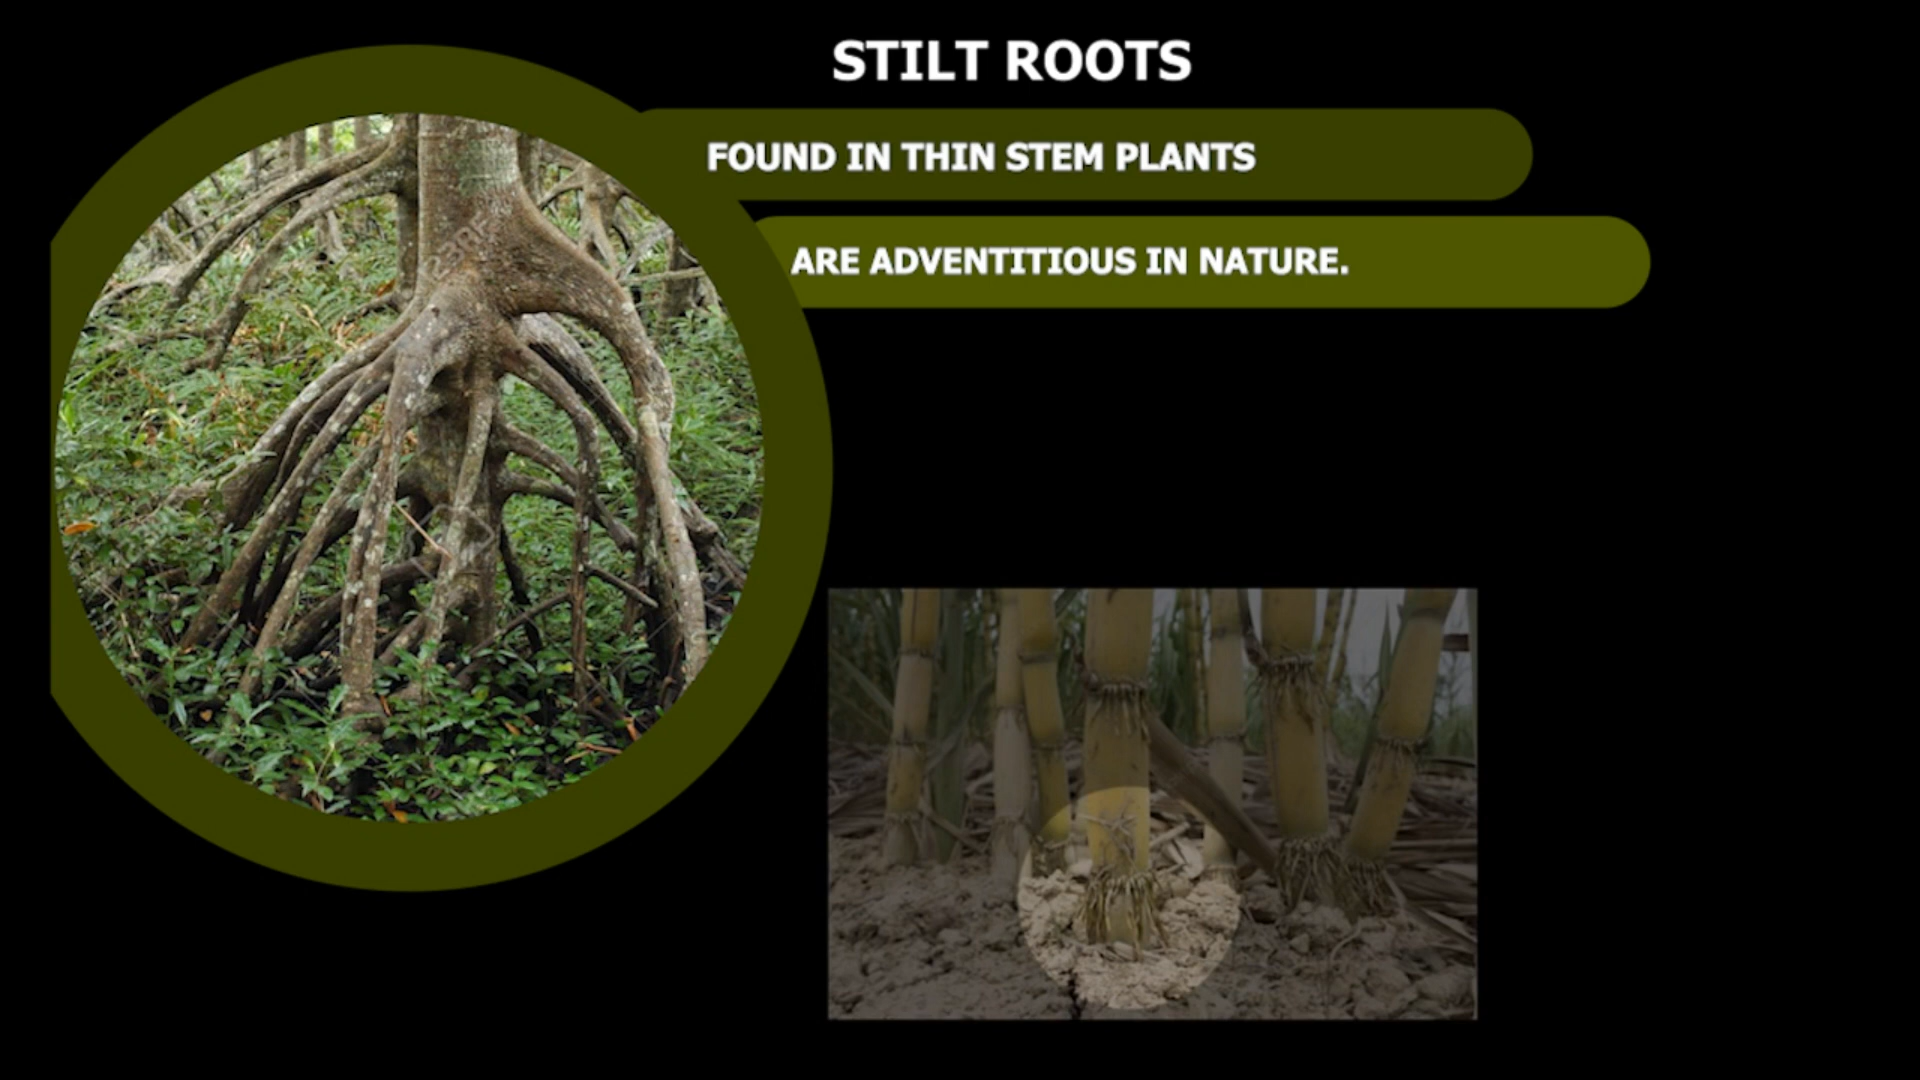 STILT ROOTS
FOUND IN THIN STEM PLANTS
ARE ADVENTITIOUS IN NATURE.